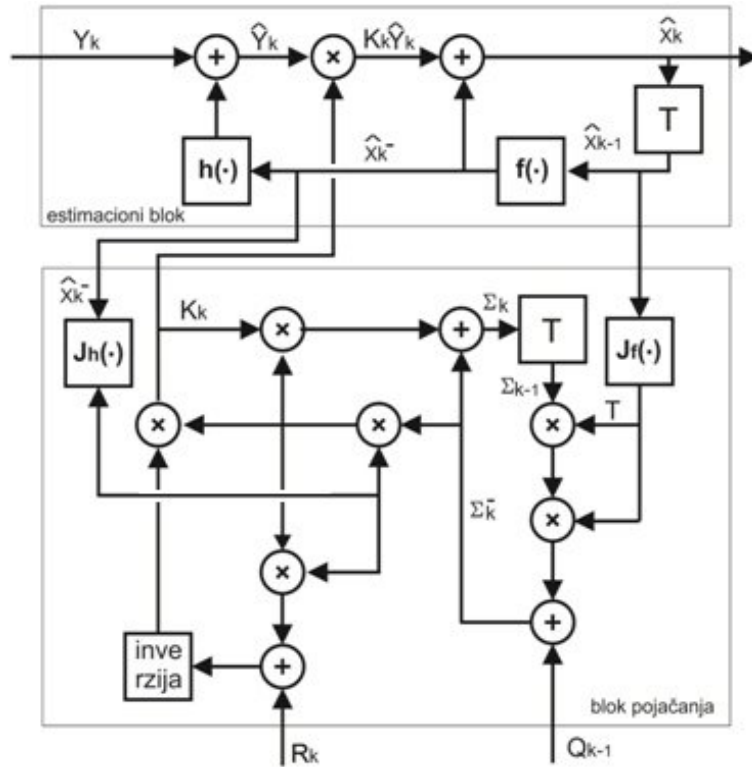 Yk
+
Ŷk
×
KkŶk
+
x̂k
T
x̂k-1
h(·)
x̂k⁻
f(·)
estimacioni blok
x̂k⁻
Jh(·)
Kk
×
+
Σk
T
Jf(·)
Σk-1
×
×
×
T
Σk⁻
×
×
+
inve
rzija
+
blok pojačanja
Rk
Qk-1